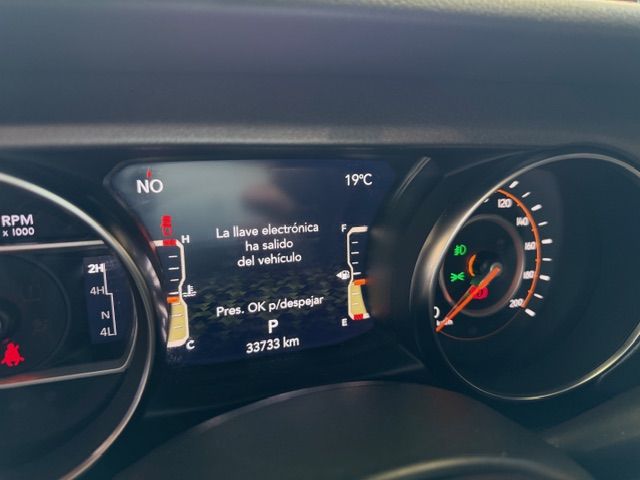 NO
19°C
RPM
x 1000
H
F
La llave electrónica
ha salido
del vehículo
2H
4H
N
4L
Pres. OK p/despejar
C
P
E
33733 km
120
140
160
180
200